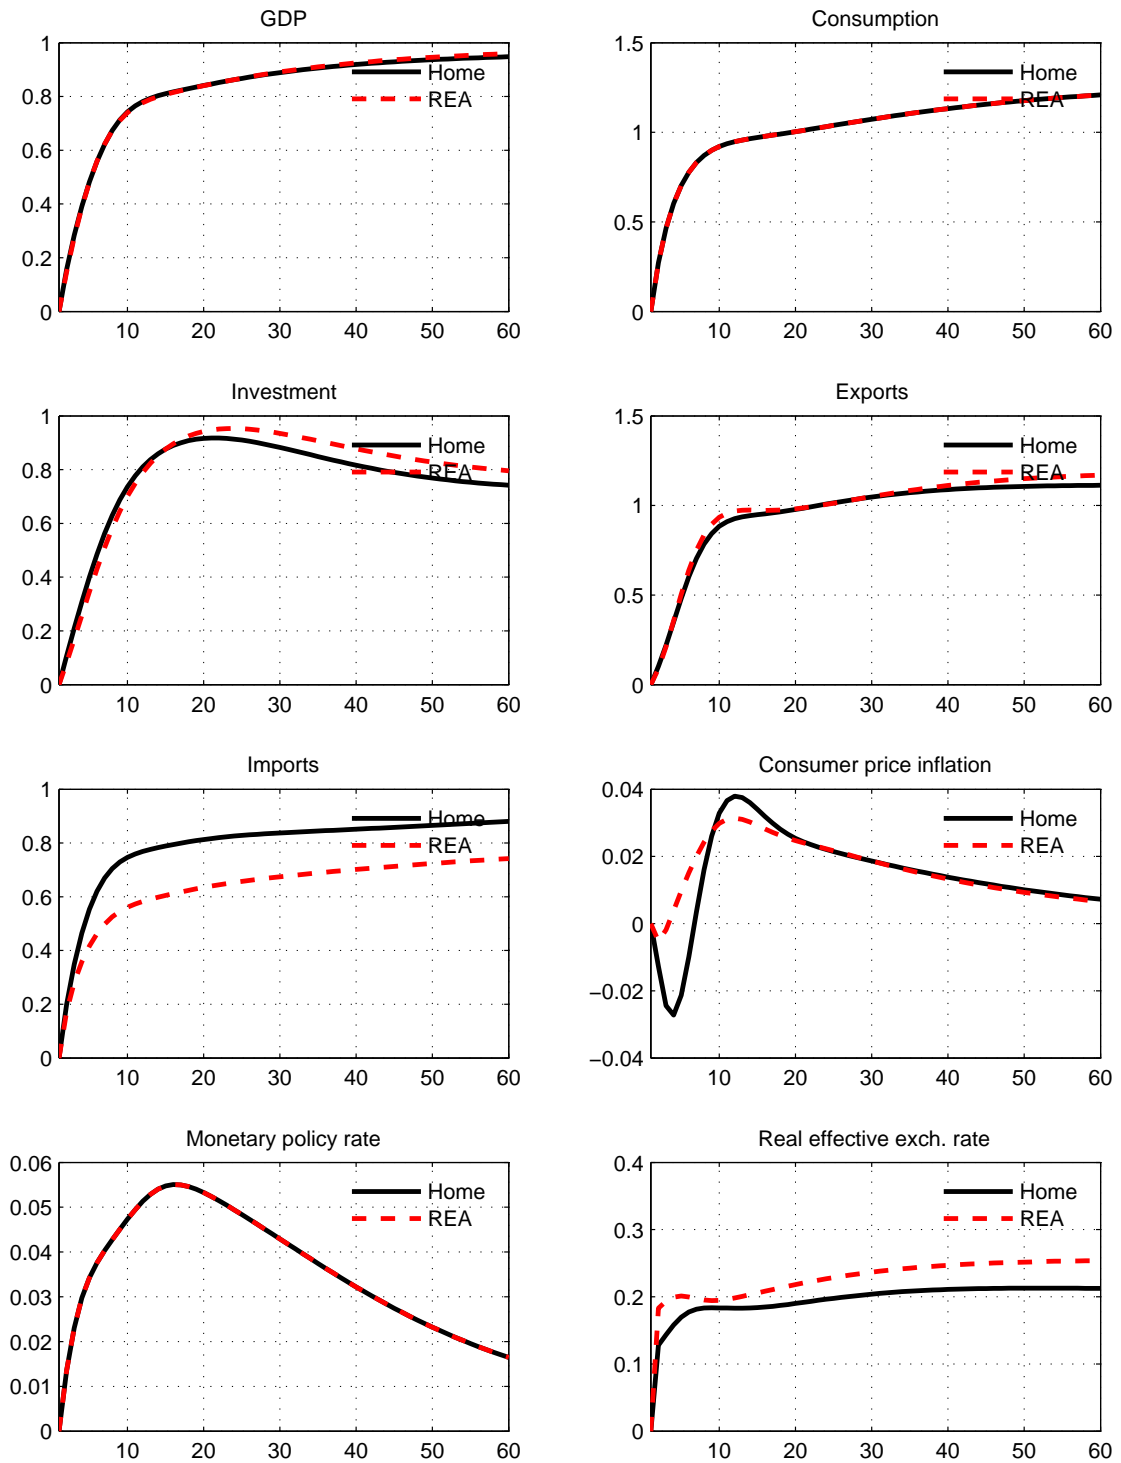 GDP
1
0.8
0.6
0.4
0.2
0
10 20 30 40 50 60
Home
REA
Consumption
1.5
1
0.5
0
10 20 30 40 50 60
Home
REA
Investment
1
0.8
0.6
0.4
0.2
0
10 20 30 40 50 60
Home
REA
Exports
1.5
1
0.5
0
10 20 30 40 50 60
Home
REA
Imports
1
0.8
0.6
0.4
0.2
0
10 20 30 40 50 60
Home
REA
Consumer price inflation
0.04
0.02
0
−0.02
−0.04
10 20 30 40 50 60
Home
REA
Monetary policy rate
0.06
0.05
0.04
0.03
0.02
0.01
0
10 20 30 40 50 60
Home
REA
Real effective exch. rate
0.4
0.3
0.2
0.1
0
10 20 30 40 50 60
Home
REA